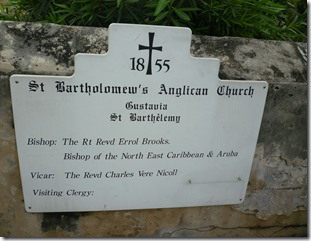 18 55
St Bartholomew's Anglican Church
Gustavia
St Barthélemy
Bishop: The Rt Revd Errol Brooks.
Bishop of the North East Caribbean & Aruba
Vicar: The Revd Charles Vere Nicoll
Visiting Clergy: